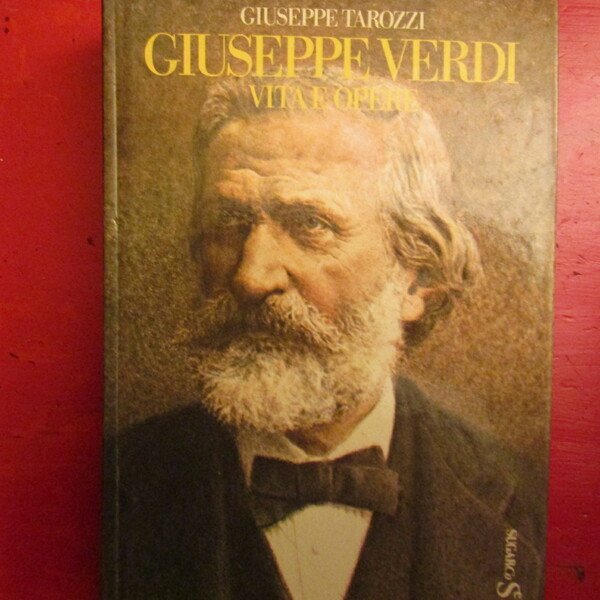 GIUSEPPE TAROZZI
GIUSEPPE VERDI
VITA E OPERE
SUGARCO